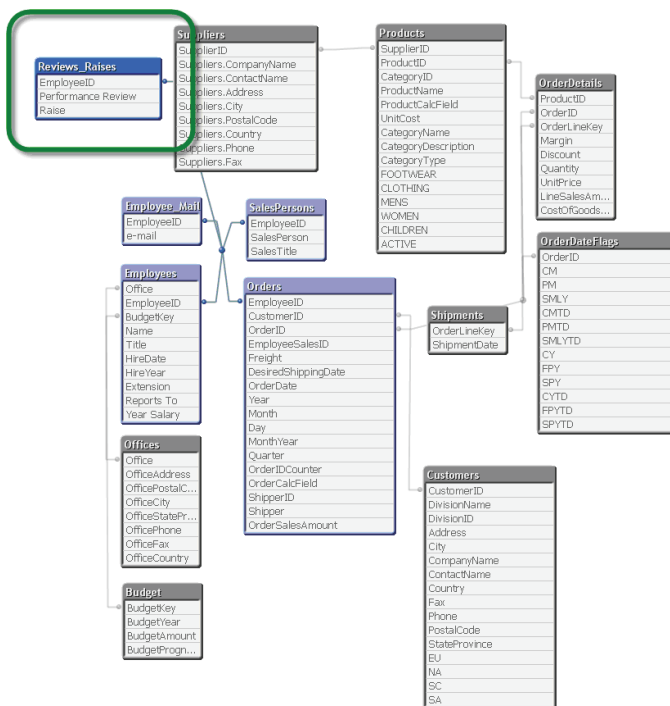 Reviews_Raises
EmployeeID
Performance Review
Raise
Suppliers
SupplierID
Suppliers.CompanyName
Suppliers.ContactName
Suppliers.Address
Suppliers.City
Suppliers.PostalCode
Suppliers.Country
Suppliers.Phone
Suppliers.Fax
Products
SupplierID
ProductID
CategoryID
ProductName
ProductCalcField
UnitCost
CategoryName
CategoryDescription
CategoryType
FOOTWEAR
CLOTHING
MENS
WOMEN
CHILDREN
ACTIVE
OrderDetails
ProductID
OrderID
OrderLineKey
Margin
Discount
Quantity
UnitPrice
LineSalesAm...
CostOfGoods...
Employee_Mail
EmployeeID
e-mail
SalesPersons
EmployeeID
SalesPerson
SalesTitle
Employees
Office
EmployeeID
BudgetKey
Name
Title
HireDate
HireYear
Extension
Reports To
Year Salary
Orders
EmployeeID
CustomerID
OrderID
EmployeeSalesID
Freight
DesiredShippingDate
OrderDate
Year
Month
Day
MonthYear
Quarter
OrderIDCounter
OrderCalcField
ShipperID
Shipper
OrderSalesAmount
Shipments
OrderLineKey
ShipmentDate
OrderDateFlags
OrderID
CM
PM
SMLY
CMTD
PMTD
SMLYTD
CY
FPY
SPY
CYTD
FPYTD
SPYTD
Offices
Office
OfficeAddress
OfficePostalC...
OfficeCity
OfficeStatePr...
OfficePhone
OfficeFax
OfficeCountry
Budget
BudgetKey
BudgetYear
BudgetAmount
BudgetProgn...
Customers
CustomerID
DivisionName
DivisionID
Address
City
CompanyName
ContactName
Country
Fax
Phone
PostalCode
StateProvince
EU
NA
SC
SA